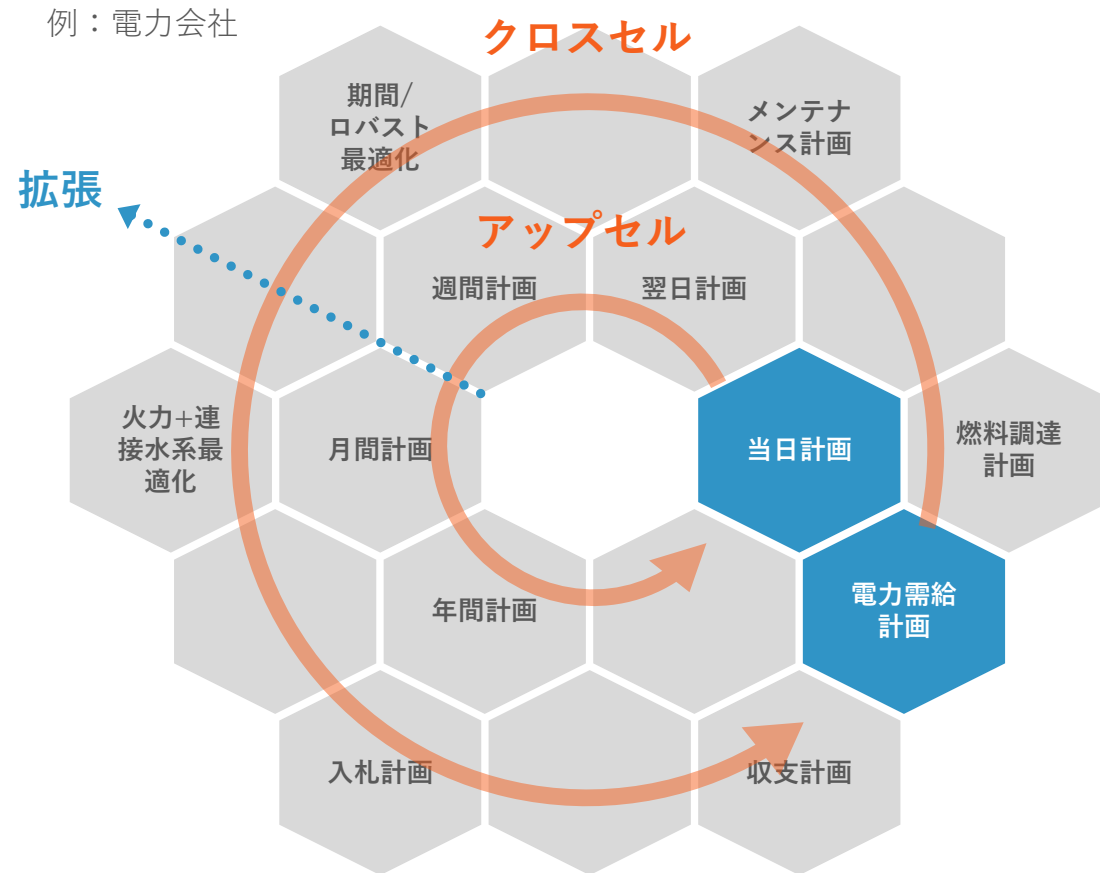 例：電力会社
クロスセル
期間/
ロバスト
最適化
メンテナ
ンス計画
拡張
アップセル
週間計画
翌日計画
火力+連
接水系最
適化
月間計画
当日計画
燃料調達
計画
年間計画
電力需給
計画
入札計画
収支計画